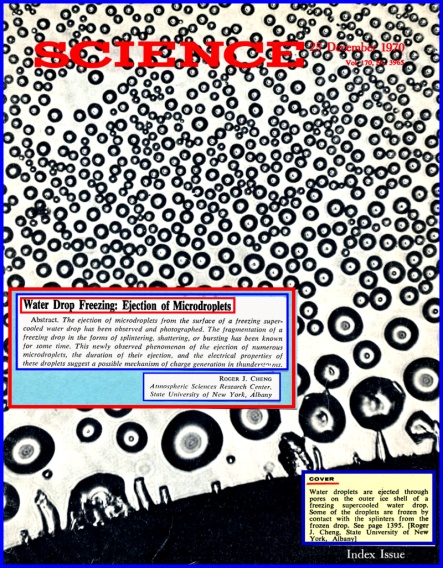 SCIENCE
25 December 1970
Vol. 170, No. 3965
Water Drop Freezing: Ejection of Microdroplets
Abstract. The ejection of microdroplets from the surface of a freezing super-
cooled water drop has been observed and photographed. The fragmentation of a
freezing drop in the forms of splintering, shattering, or bursting has been known
for some time. This newly observed phenomenon of the ejection of numerous
microdroplets, the duration of their ejection, and the electrical properties of
these droplets suggest a possible mechanism of charge generation in thunderstorms.
ROGER J. CHENG
Atmospheric Sciences Research Center,
State University of New York, Albany
COVER
Water droplets are ejected through
pores on the outer ice shell of a
freezing supercooled water drop.
Some of the droplets are frozen by
contact with the splinters from the
frozen drop. See page 1395. [Roger
J. Cheng, State University of New
York, Albany]
Index Issue